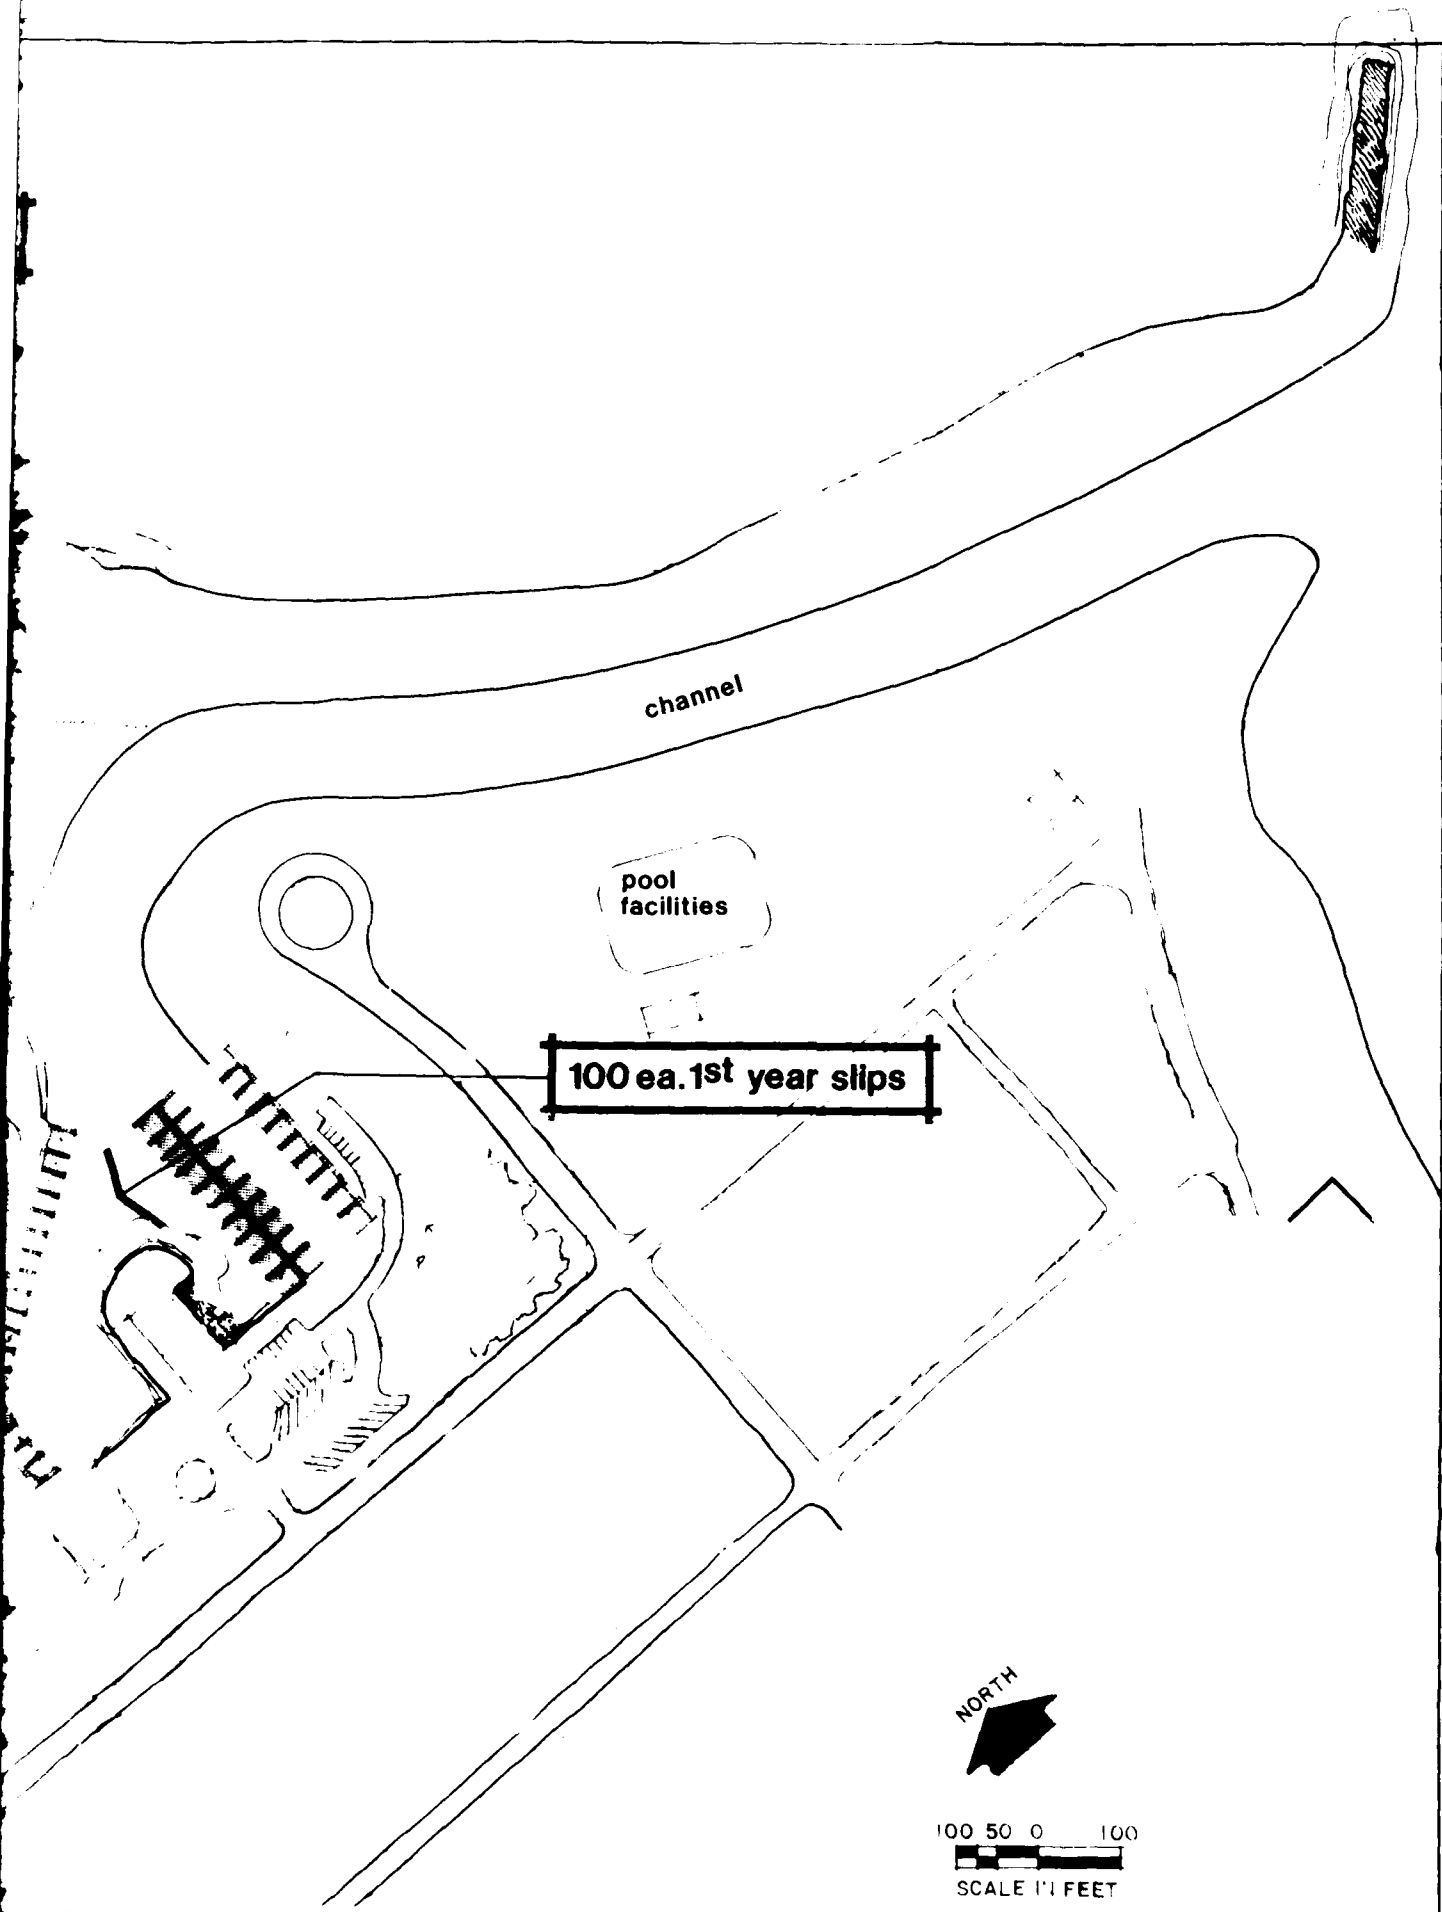 channel
pool
facilities
100 ea. 1st year slips
NORTH
100 50 0 100
SCALE IN FEET